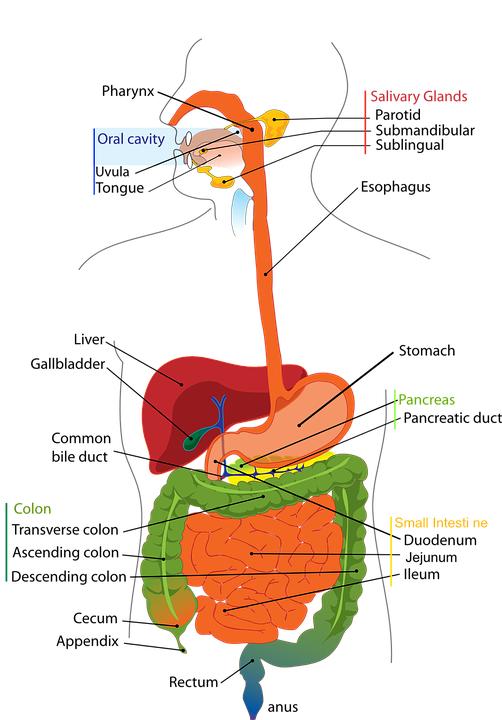 Pharynx
Oral cavity
Uvula
Tongue
Salivary Glands
Parotid
Submandibular
Sublingual
Esophagus
Liver
Gallbladder
Stomach
Pancreas
Pancreatic duct
Common
bile duct
Colon
Transverse colon
Ascending colon
Descending colon
Small Intesti ne
Duodenum
Jejunum
Ileum
Cecum
Appendix
Rectum
anus